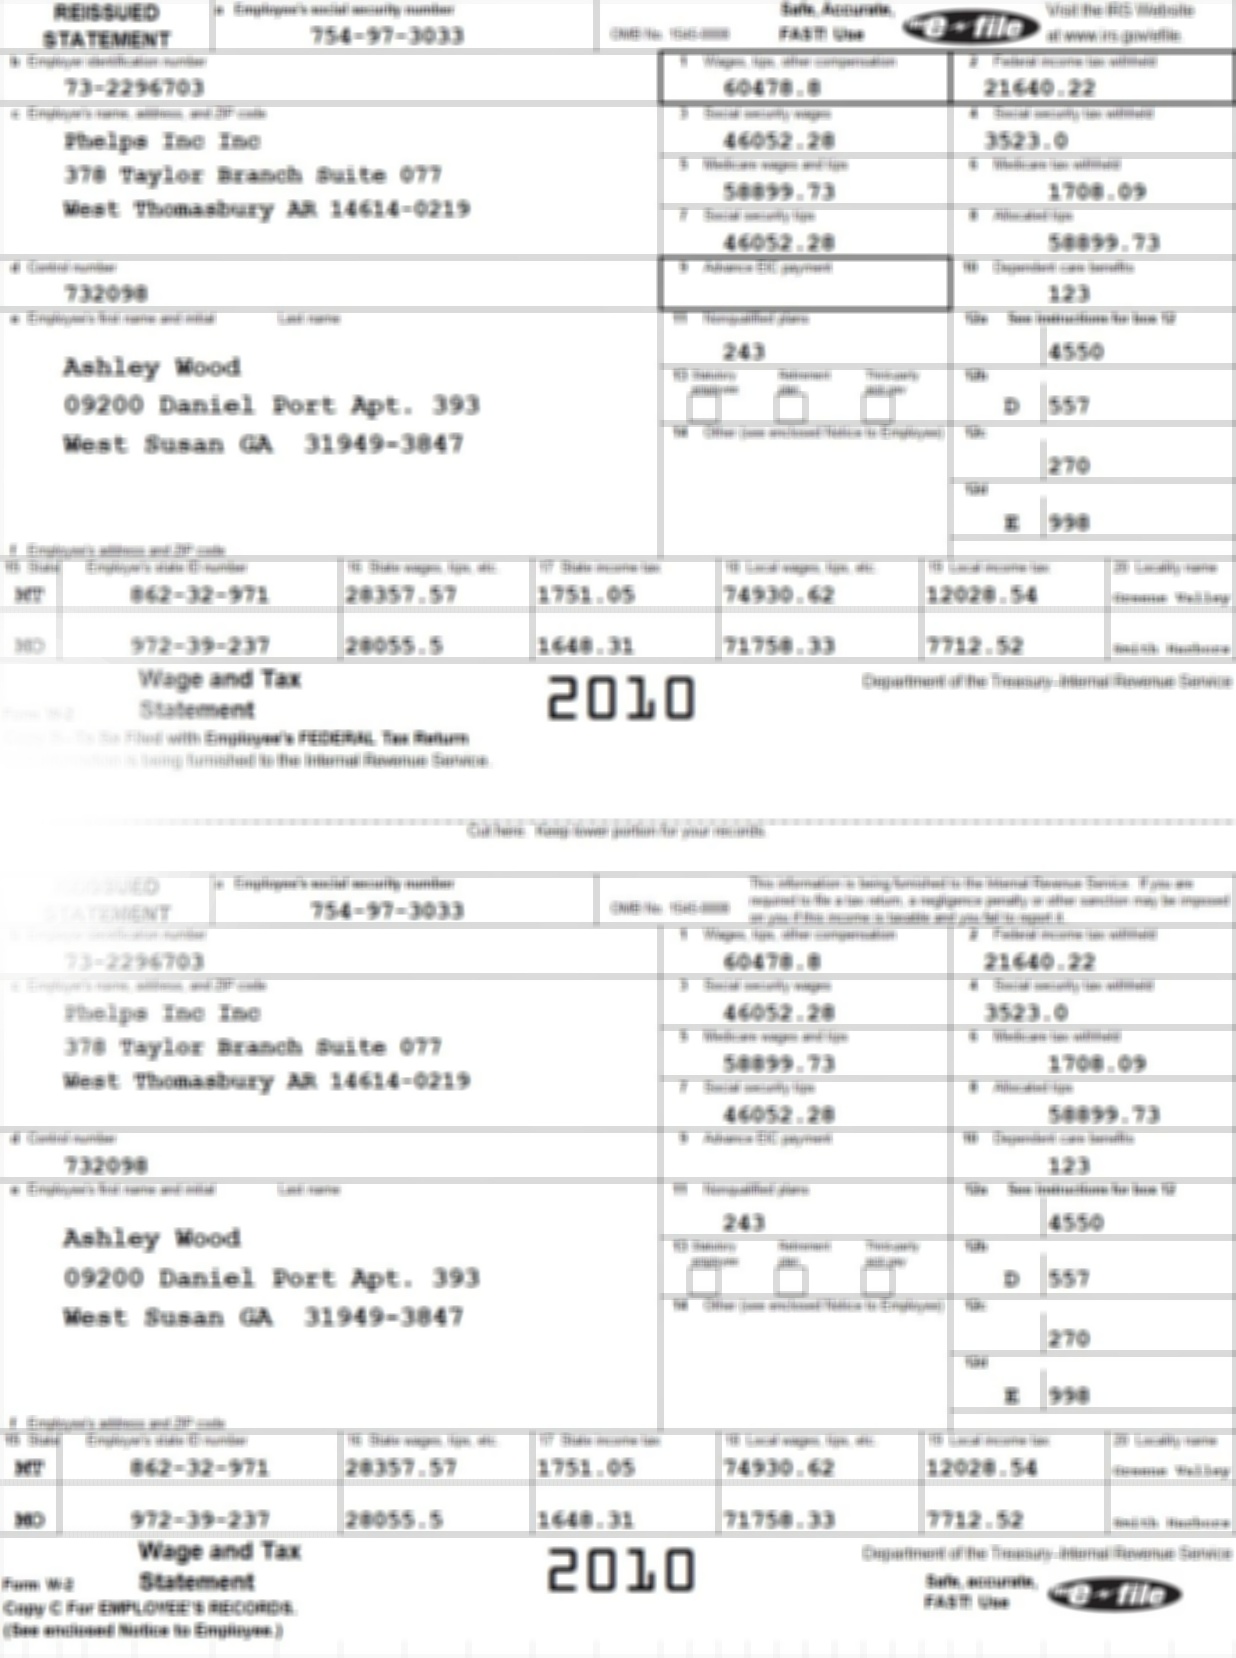 REISSUED STATEMENT
a Employee's social security number
754-97-3033
OMB No. 1545-0008
Safe, Accurate, FAST! Use
e file
Visit the IRS Website at www.irs.gov/efile.
b Employer identification number
73-2296703
1 Wages, tips, other compensation
60478.8
2 Federal income tax withheld
21640.22
c Employer's name, address, and ZIP code
Phelps Inc Inc
378 Taylor Branch Suite 077
West Thomasbury AR 14614-0219
3 Social security wages
46052.28
4 Social security tax withheld
3523.0
5 Medicare wages and tips
58899.73
6 Medicare tax withheld
1708.09
7 Social security tips
46052.28
8 Allocated tips
58899.73
d Control number
732098
9 Advance EIC payment
10 Dependent care benefits
123
e Employee's first name and initial Last name
Ashley Wood
09200 Daniel Port Apt. 393
West Susan GA 31949-3847
11 Nonqualified plans
243
12a See instructions for box 12
4550
13 Statutory employee Retirement plan Third-party sick pay
12b
D 557
14 Other (see enclosed Notice to Employee)
12c
270
12d
E 998
f Employee's address and ZIP code
15 State Employer's state ID number 16 State wages, tips, etc. 17 State income tax 18 Local wages, tips, etc. 19 Local income tax 20 Locality name
MT 862-32-971 28357.57 1751.05 74930.62 12028.54 Greene Valley
MO 972-39-237 28055.5 1648.31 71758.33 7712.52 Smith
Wage and Tax Statement
Form W-2
2010
Department of the Treasury-Internal Revenue Service
To Be Filed with Employee's FEDERAL Tax Return
is being furnished to the Internal Revenue Service.
Cut here. Keep lower portion for your records.
REISSUED STATEMENT
a Employee's social security number
754-97-3033
OMB No. 1545-0008
This information is being furnished to the Internal Revenue Service. If you are
required to file a tax return, a negligence penalty or other sanction may be imposed
on you if this income is taxable and you fail to report it.
b Employer identification number
73-2296703
1 Wages, tips, other compensation
60478.8
2 Federal income tax withheld
21640.22
c Employer's name, address, and ZIP code
Phelps Inc Inc
378 Taylor Branch Suite 077
West Thomasbury AR 14614-0219
3 Social security wages
46052.28
4 Social security tax withheld
3523.0
5 Medicare wages and tips
58899.73
6 Medicare tax withheld
1708.09
7 Social security tips
46052.28
8 Allocated tips
58899.73
d Control number
732098
9 Advance EIC payment
10 Dependent care benefits
123
e Employee's first name and initial Last name
Ashley Wood
09200 Daniel Port Apt. 393
West Susan GA 31949-3847
11 Nonqualified plans
243
12a See instructions for box 12
4550
13 Statutory employee Retirement plan Third-party sick pay
12b
D 557
14 Other (see enclosed Notice to Employee)
12c
270
12d
E 998
f Employee's address and ZIP code
15 State Employer's state ID number 16 State wages, tips, etc. 17 State income tax 18 Local wages, tips, etc. 19 Local income tax 20 Locality name
MT 862-32-971 28357.57 1751.05 74930.62 12028.54 Greene Valley
MO 972-39-237 28055.5 1648.31 71758.33 7712.52 Smith
Wage and Tax Statement
Form W-2
2010
Department of the Treasury-Internal Revenue Service
Safe, accurate, FAST! Use
e file
Copy C For EMPLOYEE'S RECORDS.
(See enclosed Notice to Employee.)